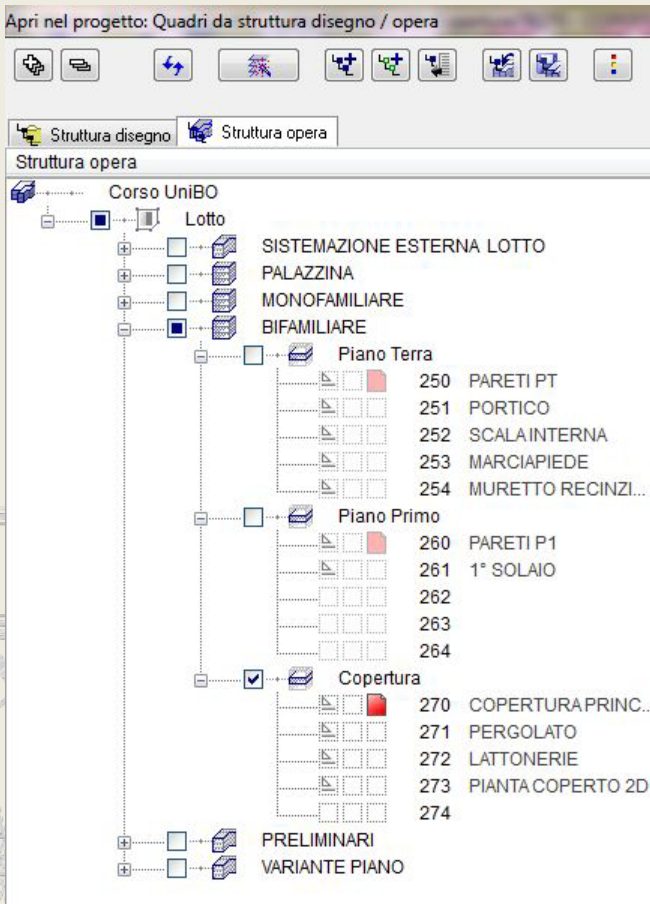 Apri nel progetto: Quadri da struttura disegno / opera
Struttura disegno Struttura opera
Struttura opera
Corso UniBO
Lotto
SISTEMAZIONE ESTERNA LOTTO
PALAZZINA
MONOFAMILIARE
BIFAMILIARE
Piano Terra
250 PARETI PT
251 PORTICO
252 SCALA INTERNA
253 MARCIAPIEDE
254 MURETTO RECINZI...
Piano Primo
260 PARETI P1
261 1° SOLAIO
262
263
264
Copertura
270 COPERTURA PRINC...
271 PERGOLATO
272 LATTONERIE
273 PIANTA COPERTO 2D
274
PRELIMINARI
VARIANTE PIANO